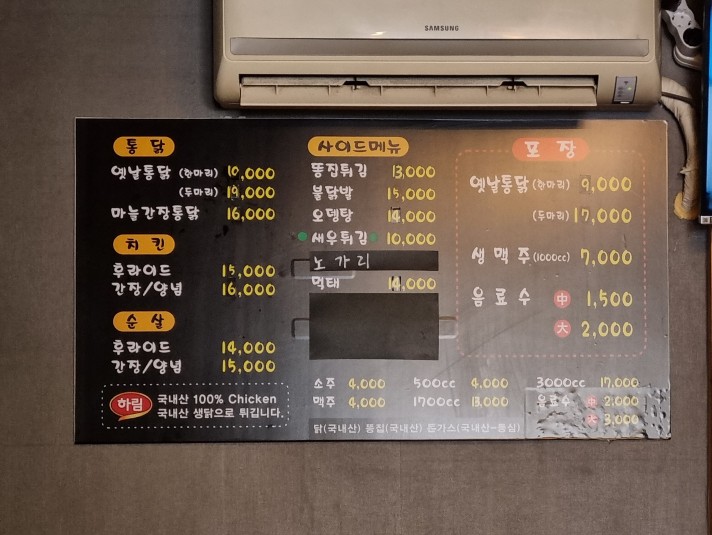 SAMSUNG
통닭
옛날통닭 (한마리) 10,000
(두마리) 19,000
마늘간장통닭 16,000
치킨
후라이드 15,000
간장/양념 16,000
순살
후라이드 14,000
간장/양념 15,000
하림
국내산 100% Chicken
국내산 생닭으로 튀깁니다.
사이드메뉴
똥집튀김 13,000
불닭발 15,000
오뎅탕 14,000
새우튀김 10,000
노가리
먹태 14,000
포장
옛날통닭 (한마리) 9,000
(두마리) 17,000
생맥주 (1000cc) 7,000
음료수 中 1,500
大 2,000
소주 4,000 500cc 4,000 3000cc 17,000
맥주 4,000 1700cc 13,000 음료수 中 2,000
大 3,000
닭(국내산) 똥집(국내산) 돈가스(국내산-등심)